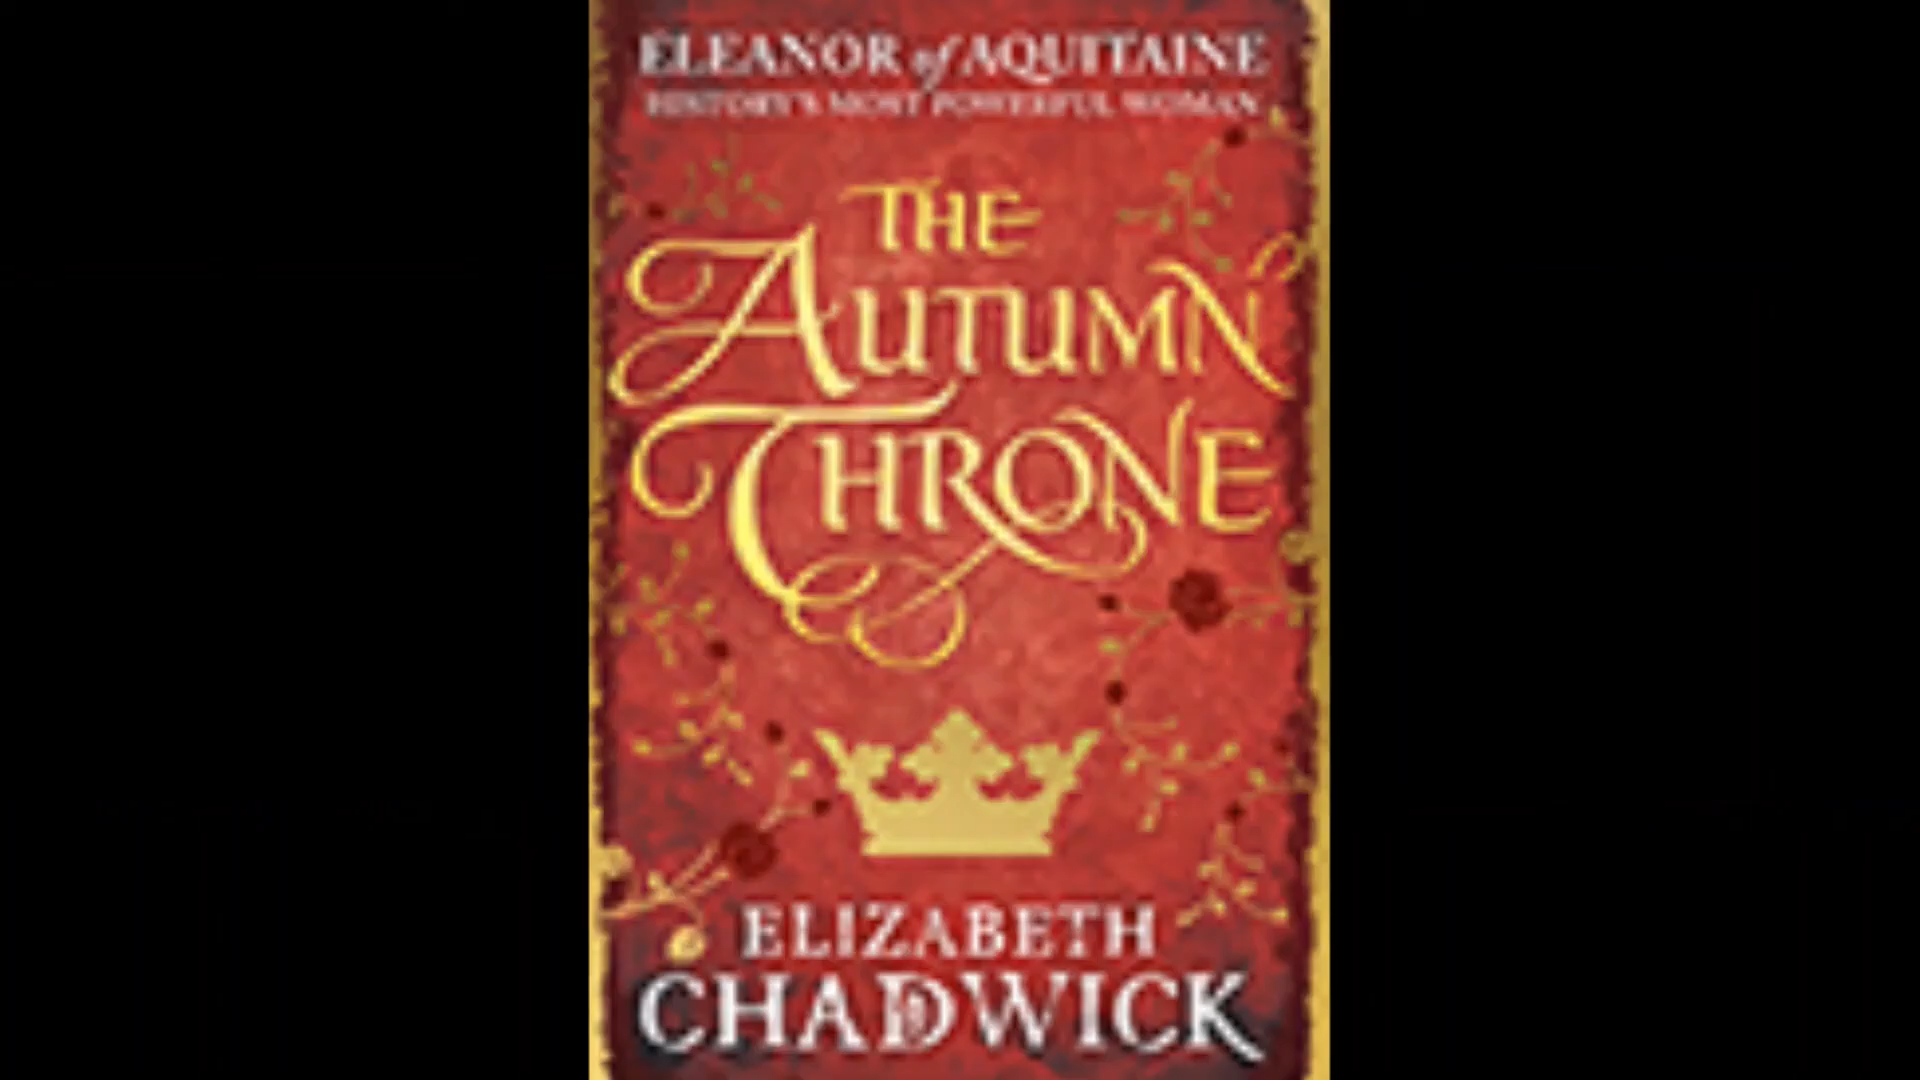 ELEANOR of AQUITAINE
HISTORY'S MOST POWERFUL WOMAN
THE
AUTUMN
THRONE
ELIZABETH
CHADWICK